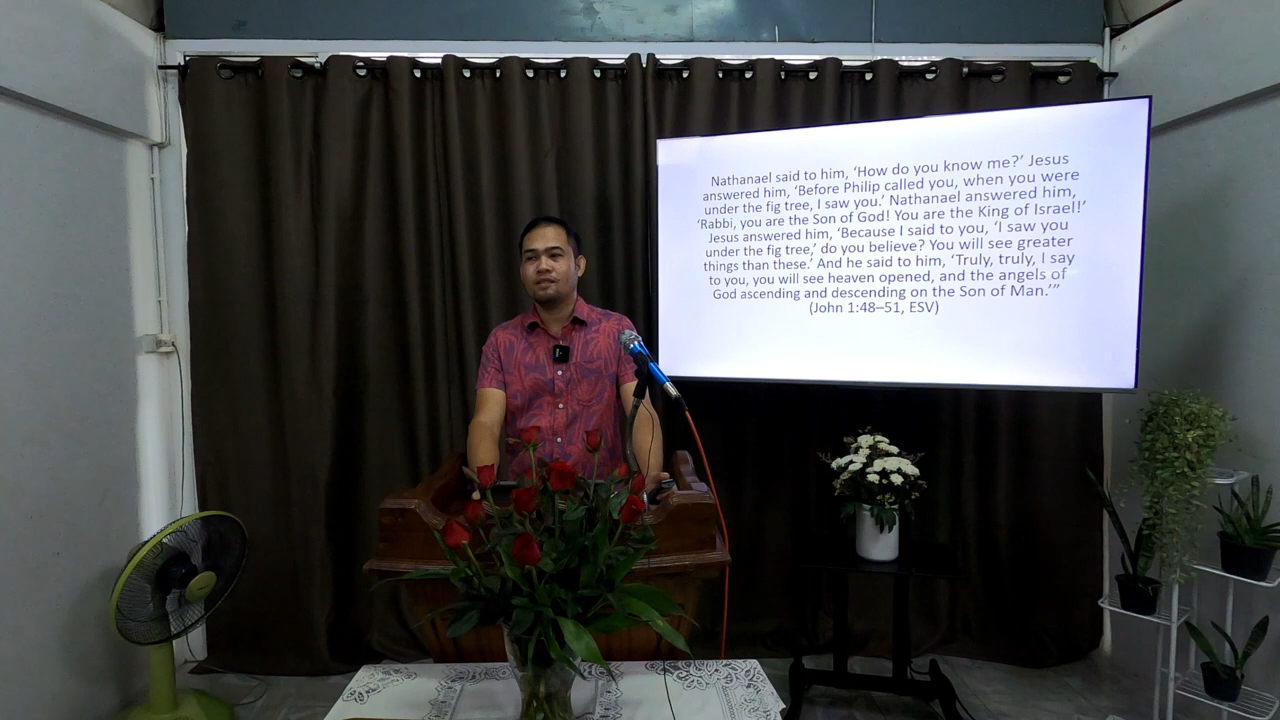 Nathanael said to him, ‘How do you know me?’ Jesus
answered him, ‘Before Philip called you, when you were
under the fig tree, I saw you.’ Nathanael answered him,
‘Rabbi, you are the Son of God! You are the King of Israel!’
Jesus answered him, ‘Because I said to you, ‘I saw you
under the fig tree,’ do you believe? You will see greater
things than these.’ And he said to him, ‘Truly, truly, I say
to you, you will see heaven opened, and the angels of
God ascending and descending on the Son of Man.’”
(John 1:48–51, ESV)